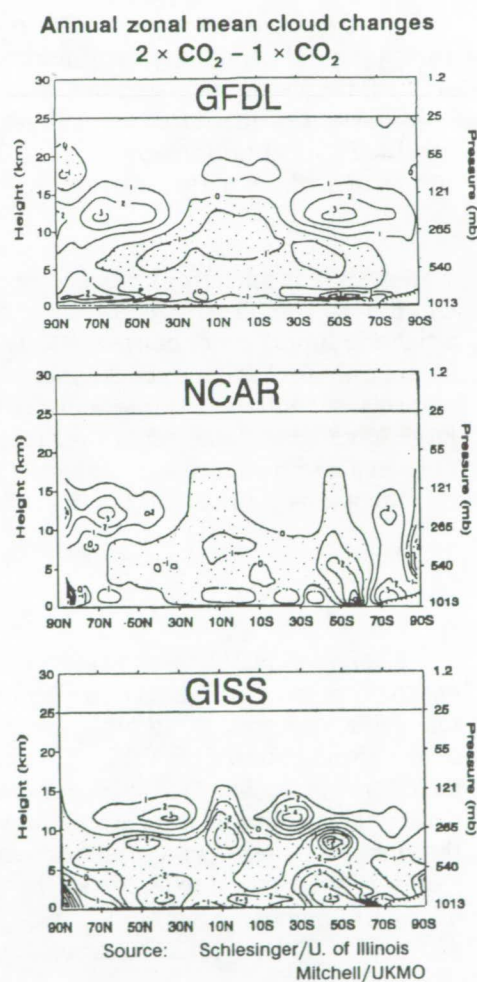 Annual zonal mean cloud changes
2 × CO₂ – 1 × CO₂
GFDL
Height (km)
30
25
20
15
10
5
0
1.2
25
55
121
265
540
1013
Pressure (mb)
90N 70N 50N 30N 10N 10S 30S 50S 70S 90S
NCAR
Height (km)
30
25
20
15
10
5
0
1.2
25
55
121
265
540
1013
Pressure (mb)
90N 70N 50N 30N 10N 10S 30S 50S 70S 90S
GISS
Height (km)
30
25
20
15
10
5
0
1.2
25
55
121
265
540
1013
Pressure (mb)
90N 70N 50N 30N 10N 10S 30S 50S 70S 90S
Source: Schlesinger/U. of Illinois
Mitchell/UKMO